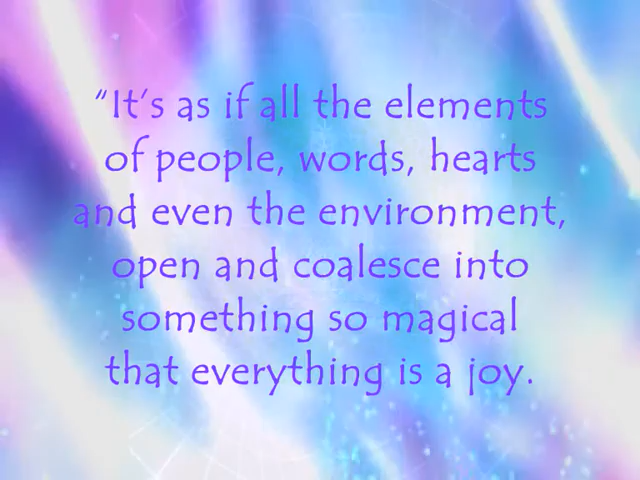 “It’s as if all the elements
of people, words, hearts
and even the environment,
open and coalesce into
something so magical
that everything is a joy.